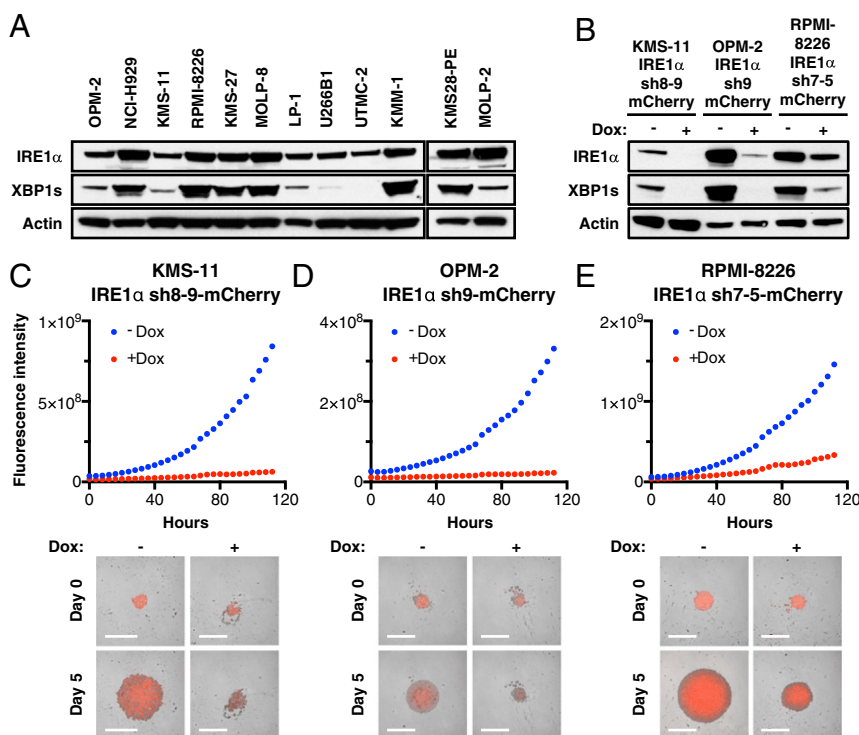 A
OPM-2
NCI-H929
KMS-11
RPMI-8226
KMS-27
MOLP-8
LP-1
U266B1
UTMC-2
KMM-1
KMS28-PE
MOLP-2
IRE1α
XBP1s
Actin
B
KMS-11
IRE1α
sh8-9
mCherry
OPM-2
IRE1α
sh9
mCherry
RPMI-
8226
IRE1α
sh7-5
mCherry
Dox: - + - + - +
IRE1α
XBP1s
Actin
C
KMS-11
IRE1α sh8-9-mCherry
Fluorescence intensity
1×10⁹
5×10⁸
0
- Dox
+Dox
0 40 80 120
Hours
Dox: - +
Day 0
Day 5
D
OPM-2
IRE1α sh9-mCherry
4×10⁸
2×10⁸
0
- Dox
+Dox
0 40 80 120
Hours
Dox: - +
Day 0
Day 5
E
RPMI-8226
IRE1α sh7-5-mCherry
2×10⁹
1×10⁹
0
- Dox
+Dox
0 40 80 120
Hours
Dox: - +
Day 0
Day 5